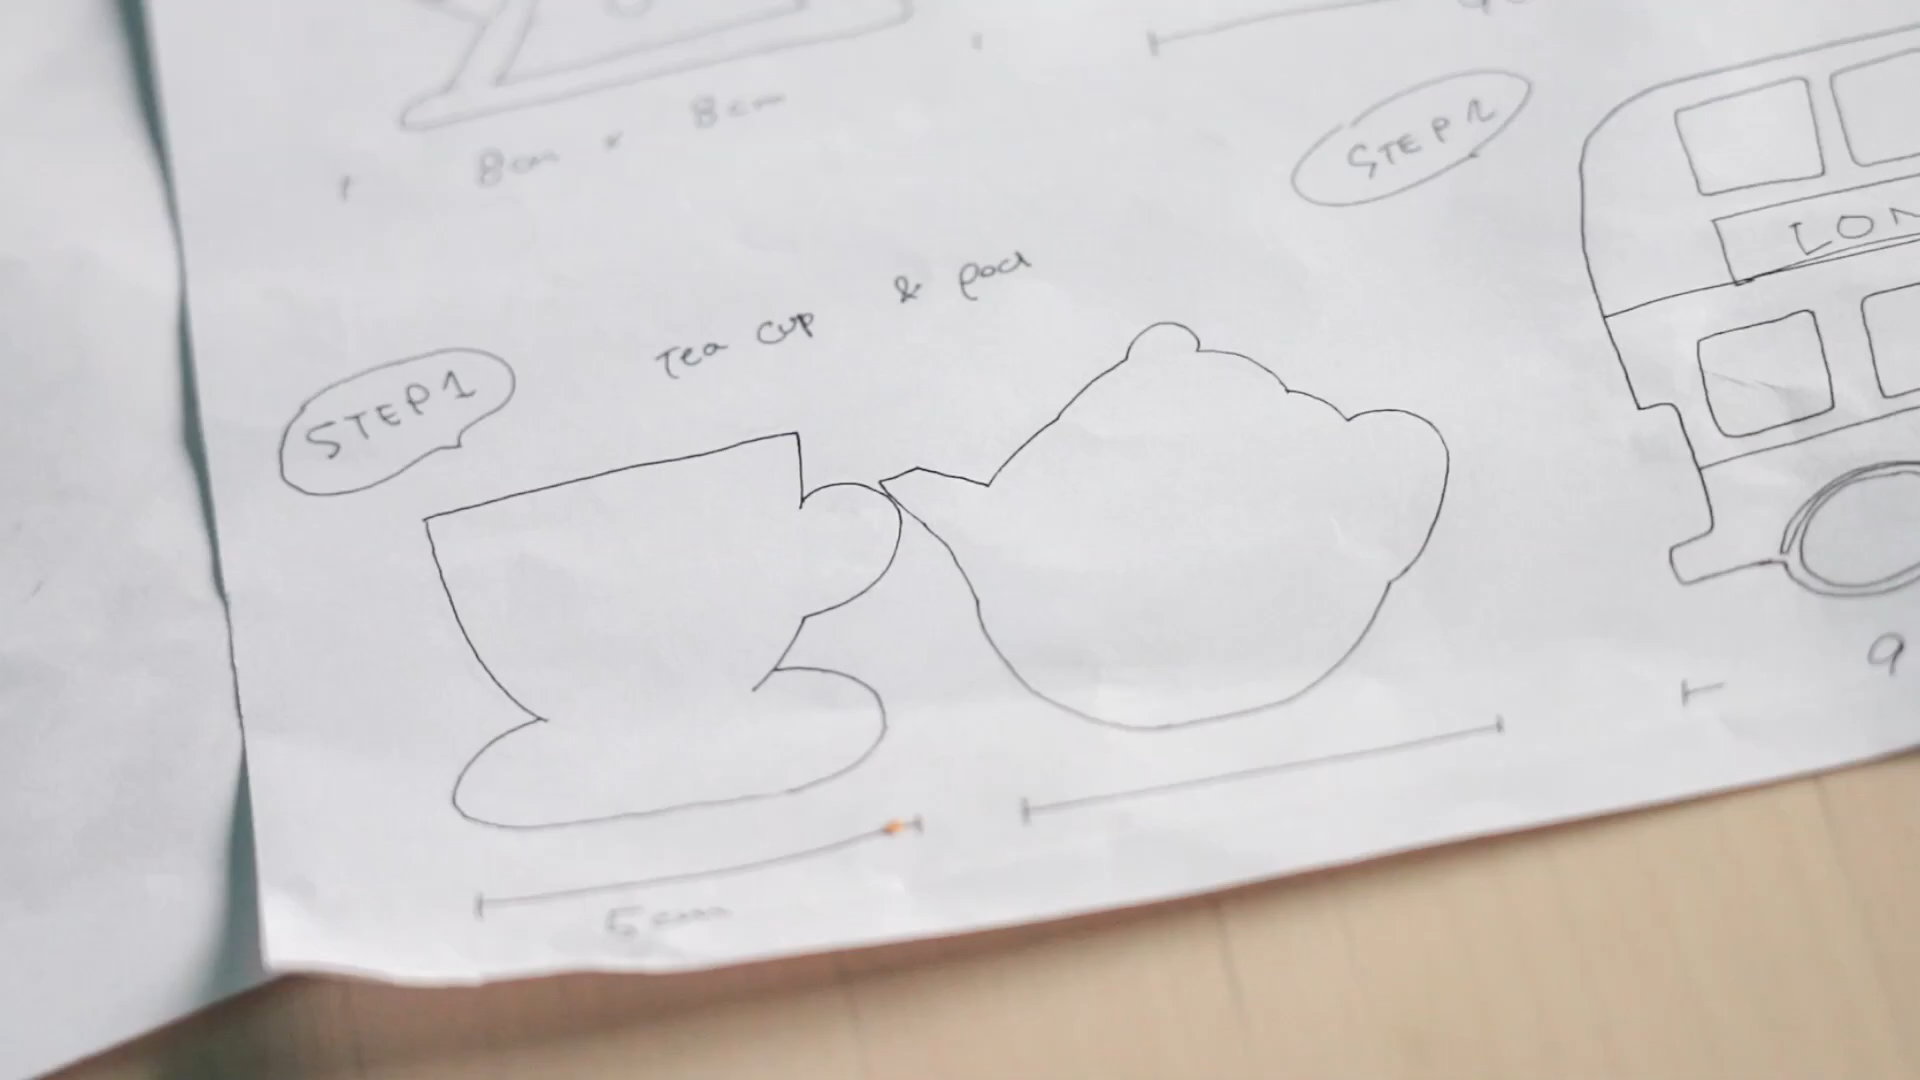 8cm x 8cm
STEP 2
LON
Tea cup & pod
STEP 1
9
5cm